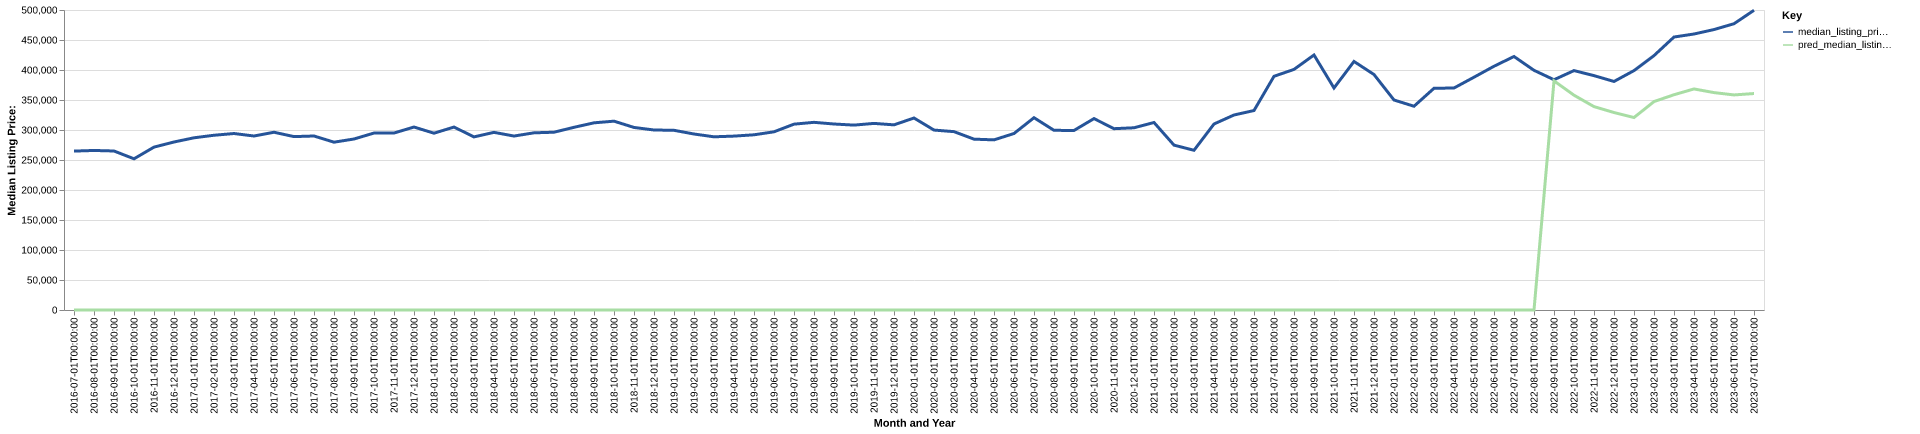 500,000
450,000
400,000
350,000
300,000
250,000
200,000
150,000
100,000
50,000
0
Median Listing Price:
2016-07-01T00:00:00
2016-08-01T00:00:00
2016-09-01T00:00:00
2016-10-01T00:00:00
2016-11-01T00:00:00
2016-12-01T00:00:00
2017-01-01T00:00:00
2017-02-01T00:00:00
2017-03-01T00:00:00
2017-04-01T00:00:00
2017-05-01T00:00:00
2017-06-01T00:00:00
2017-07-01T00:00:00
2017-08-01T00:00:00
2017-09-01T00:00:00
2017-10-01T00:00:00
2017-11-01T00:00:00
2017-12-01T00:00:00
2018-01-01T00:00:00
2018-02-01T00:00:00
2018-03-01T00:00:00
2018-04-01T00:00:00
2018-05-01T00:00:00
2018-06-01T00:00:00
2018-07-01T00:00:00
2018-08-01T00:00:00
2018-09-01T00:00:00
2018-10-01T00:00:00
2018-11-01T00:00:00
2018-12-01T00:00:00
2019-01-01T00:00:00
2019-02-01T00:00:00
2019-03-01T00:00:00
2019-04-01T00:00:00
2019-05-01T00:00:00
2019-06-01T00:00:00
2019-07-01T00:00:00
2019-08-01T00:00:00
2019-09-01T00:00:00
2019-10-01T00:00:00
2019-11-01T00:00:00
2019-12-01T00:00:00
2020-01-01T00:00:00
2020-02-01T00:00:00
2020-03-01T00:00:00
2020-04-01T00:00:00
2020-05-01T00:00:00
2020-06-01T00:00:00
2020-07-01T00:00:00
2020-08-01T00:00:00
2020-09-01T00:00:00
2020-10-01T00:00:00
2020-11-01T00:00:00
2020-12-01T00:00:00
2021-01-01T00:00:00
2021-02-01T00:00:00
2021-03-01T00:00:00
2021-04-01T00:00:00
2021-05-01T00:00:00
2021-06-01T00:00:00
2021-07-01T00:00:00
2021-08-01T00:00:00
2021-09-01T00:00:00
2021-10-01T00:00:00
2021-11-01T00:00:00
2021-12-01T00:00:00
2022-01-01T00:00:00
2022-02-01T00:00:00
2022-03-01T00:00:00
2022-04-01T00:00:00
2022-05-01T00:00:00
2022-06-01T00:00:00
2022-07-01T00:00:00
2022-08-01T00:00:00
2022-09-01T00:00:00
2022-10-01T00:00:00
2022-11-01T00:00:00
2022-12-01T00:00:00
2023-01-01T00:00:00
2023-02-01T00:00:00
2023-03-01T00:00:00
2023-04-01T00:00:00
2023-05-01T00:00:00
2023-06-01T00:00:00
2023-07-01T00:00:00
Month and Year
Key
median_listing_pri…
pred_median_listin…